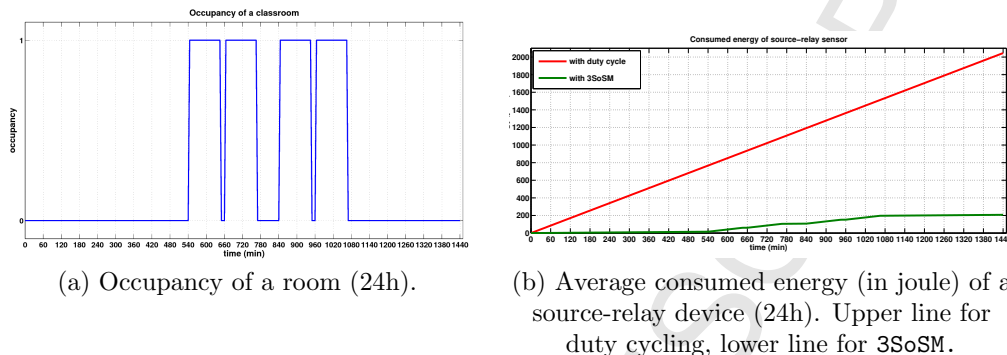 Occupancy of a classroom
1
occupancy
0
0 60 120 180 240 300 360 420 480 540 600 660 720 780 840 900 960 1020 1080 1140 1200 1260 1320 1380 1440
time (min)
(a) Occupancy of a room (24h).
Consumed energy of source-relay sensor
with duty cycle
with 3SoSM
2000
1800
1600
1400
1200
1000
800
600
400
200
0
0 60 120 180 240 300 360 420 480 540 600 660 720 780 840 900 960 1020 1080 1140 1200 1260 1320 1380 1440
time (min)
(b) Average consumed energy (in joule) of a
source-relay device (24h). Upper line for
duty cycling, lower line for 3SoSM.